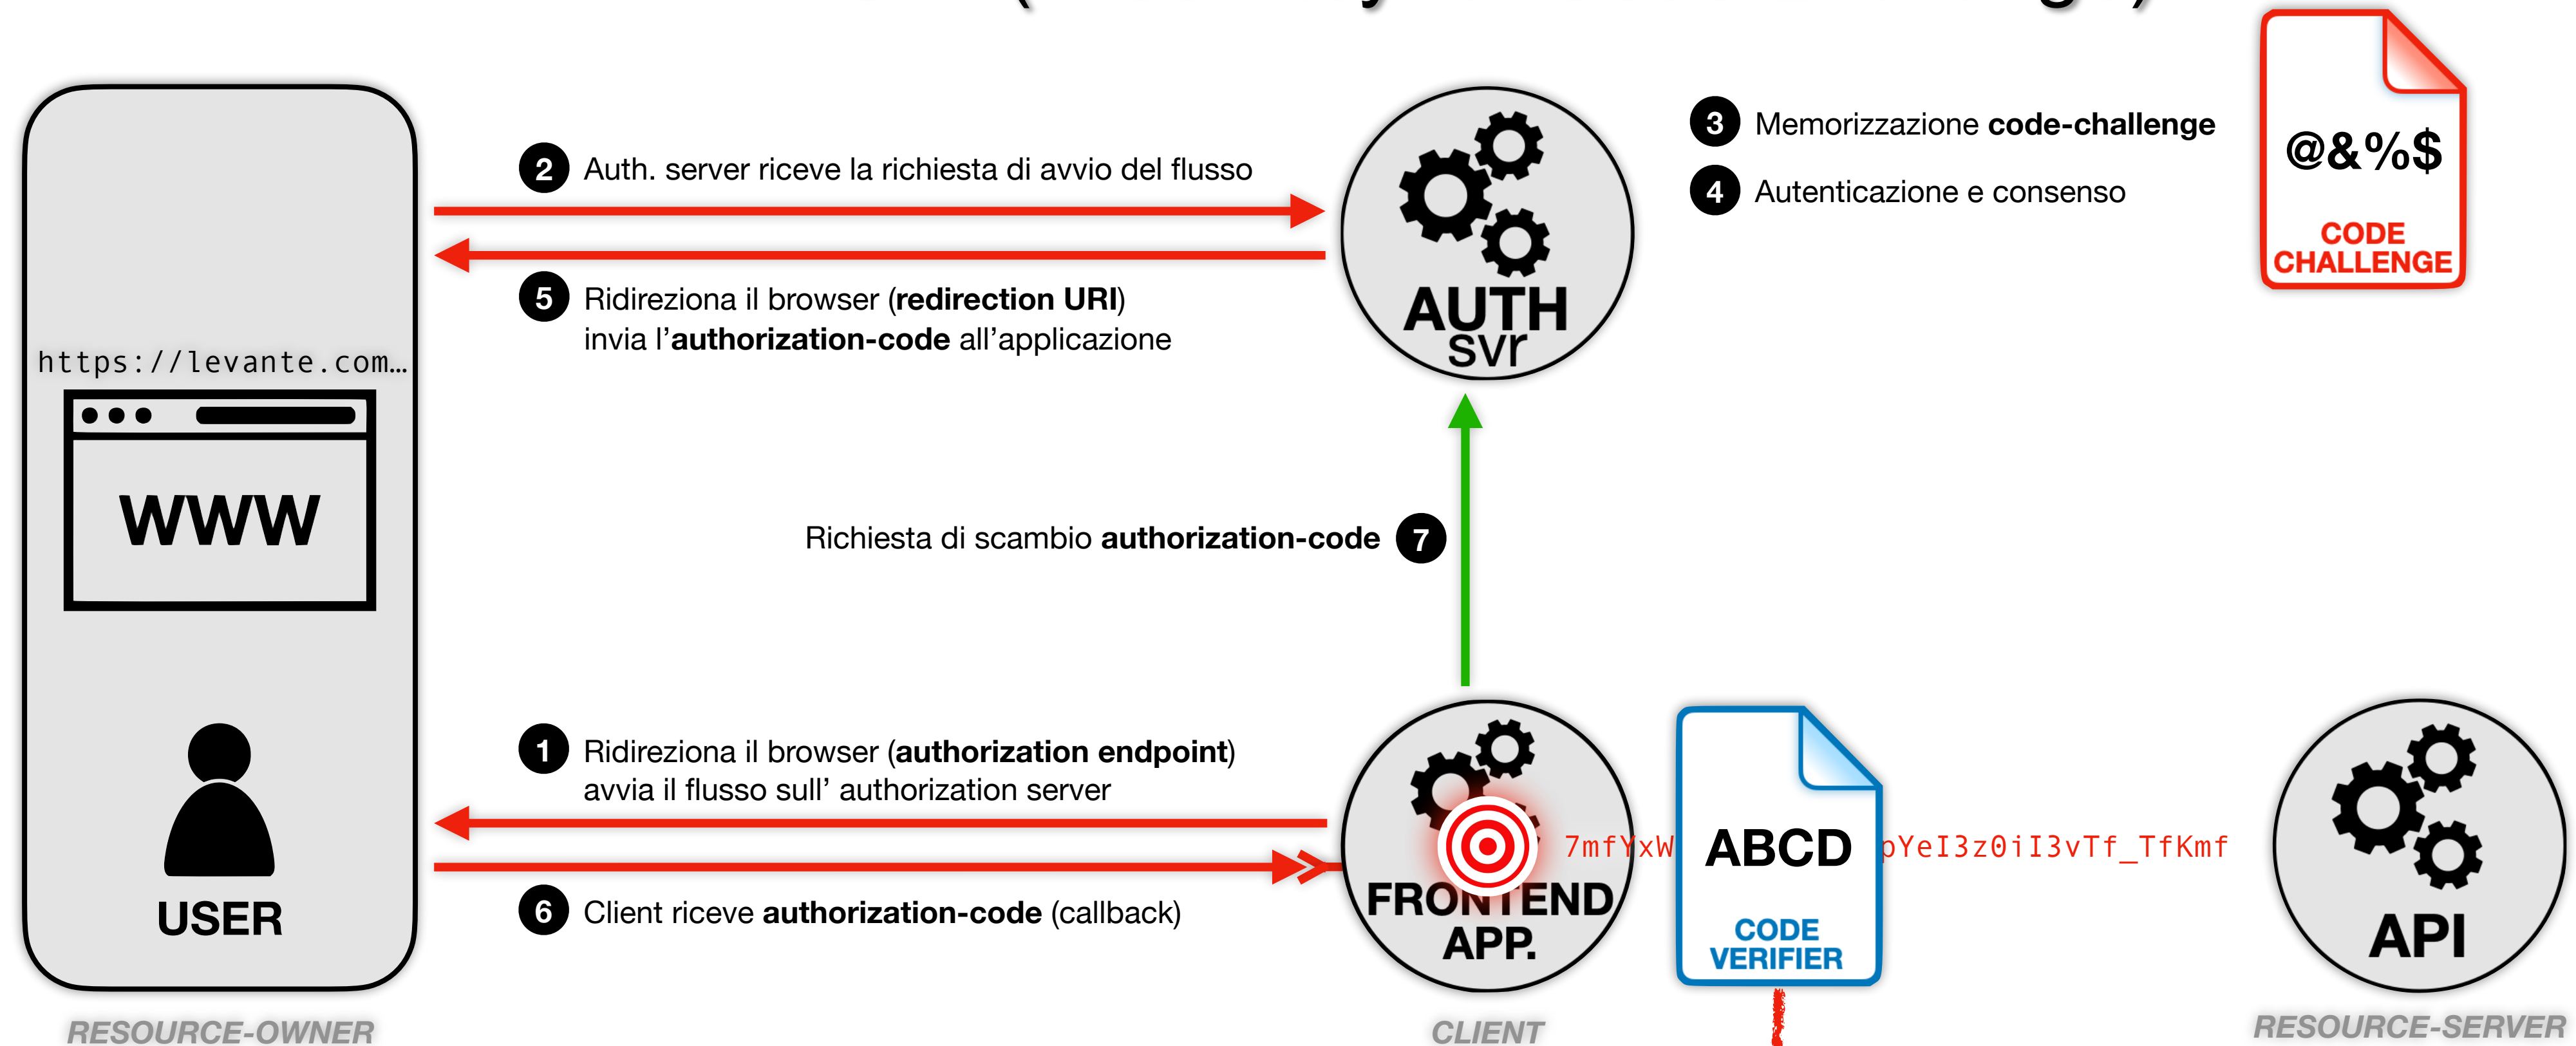 2 Auth. server riceve la richiesta di avvio del flusso
5 Ridireziona il browser (redirection URI)
invia l'authorization-code all'applicazione
AUTH
svr
3 Memorizzazione code-challenge
4 Autenticazione e consenso
@&%$
CODE
CHALLENGE
https://levante.com…
WWW
USER
RESOURCE-OWNER
Richiesta di scambio authorization-code 7
1 Ridireziona il browser (authorization endpoint)
avvia il flusso sull' authorization server
6 Client riceve authorization-code (callback)
FRONTEND
APP.
CLIENT
7mfYxW
ABCD
pYeI3z0iI3vTf_TfKmf
CODE
VERIFIER
API
RESOURCE-SERVER